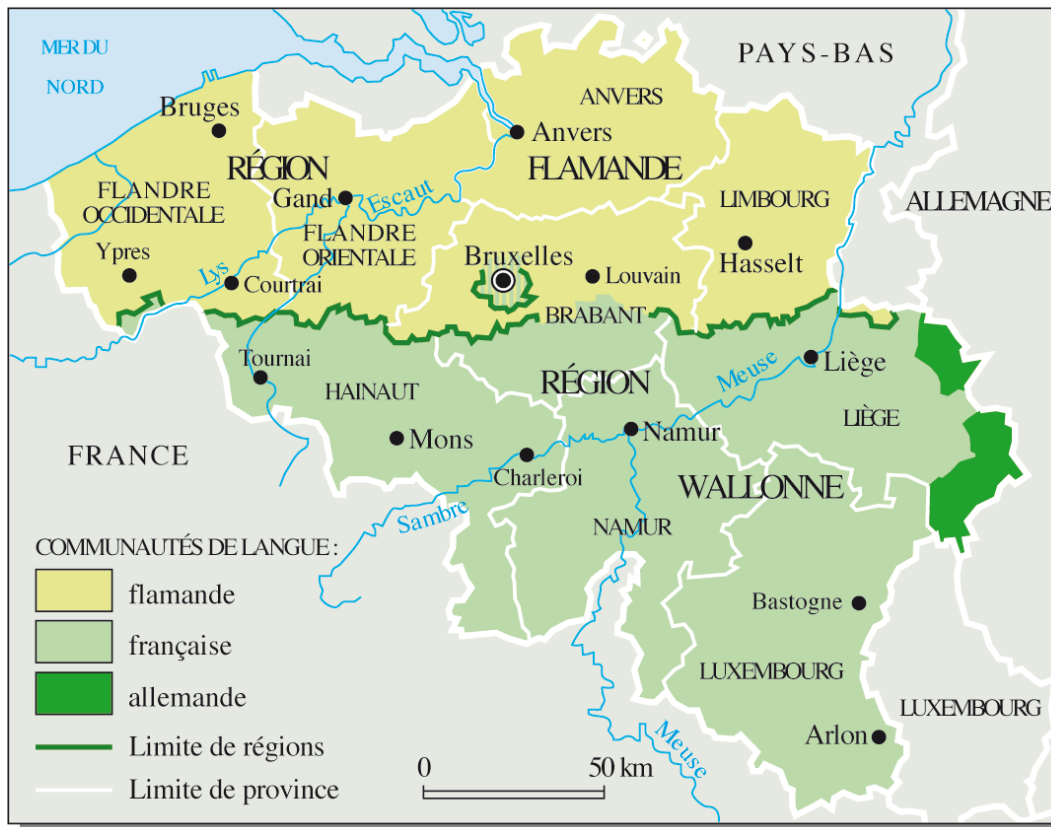 MER DU
NORD
PAYS-BAS
Bruges
ANVERS
Anvers
RÉGION
FLAMANDE
FLANDRE
OCCIDENTALE
Gand
Escaut
LIMBOURG
ALLEMAGNE
FLANDRE
ORIENTALE
Ypres
Lys
Courtrai
Bruxelles
Louvain
Hasselt
BRABANT
Tournai
HAINAUT
RÉGION
Meuse
Liège
LIÈGE
FRANCE
Mons
Charleroi
Namur
WALLONNE
Sambre
NAMUR
COMMUNAUTÉS DE LANGUE :
flamande
française
allemande
Limite de régions
Limite de province
0 50 km
Bastogne
LUXEMBOURG
LUXEMBOURG
Arlon
Meuse